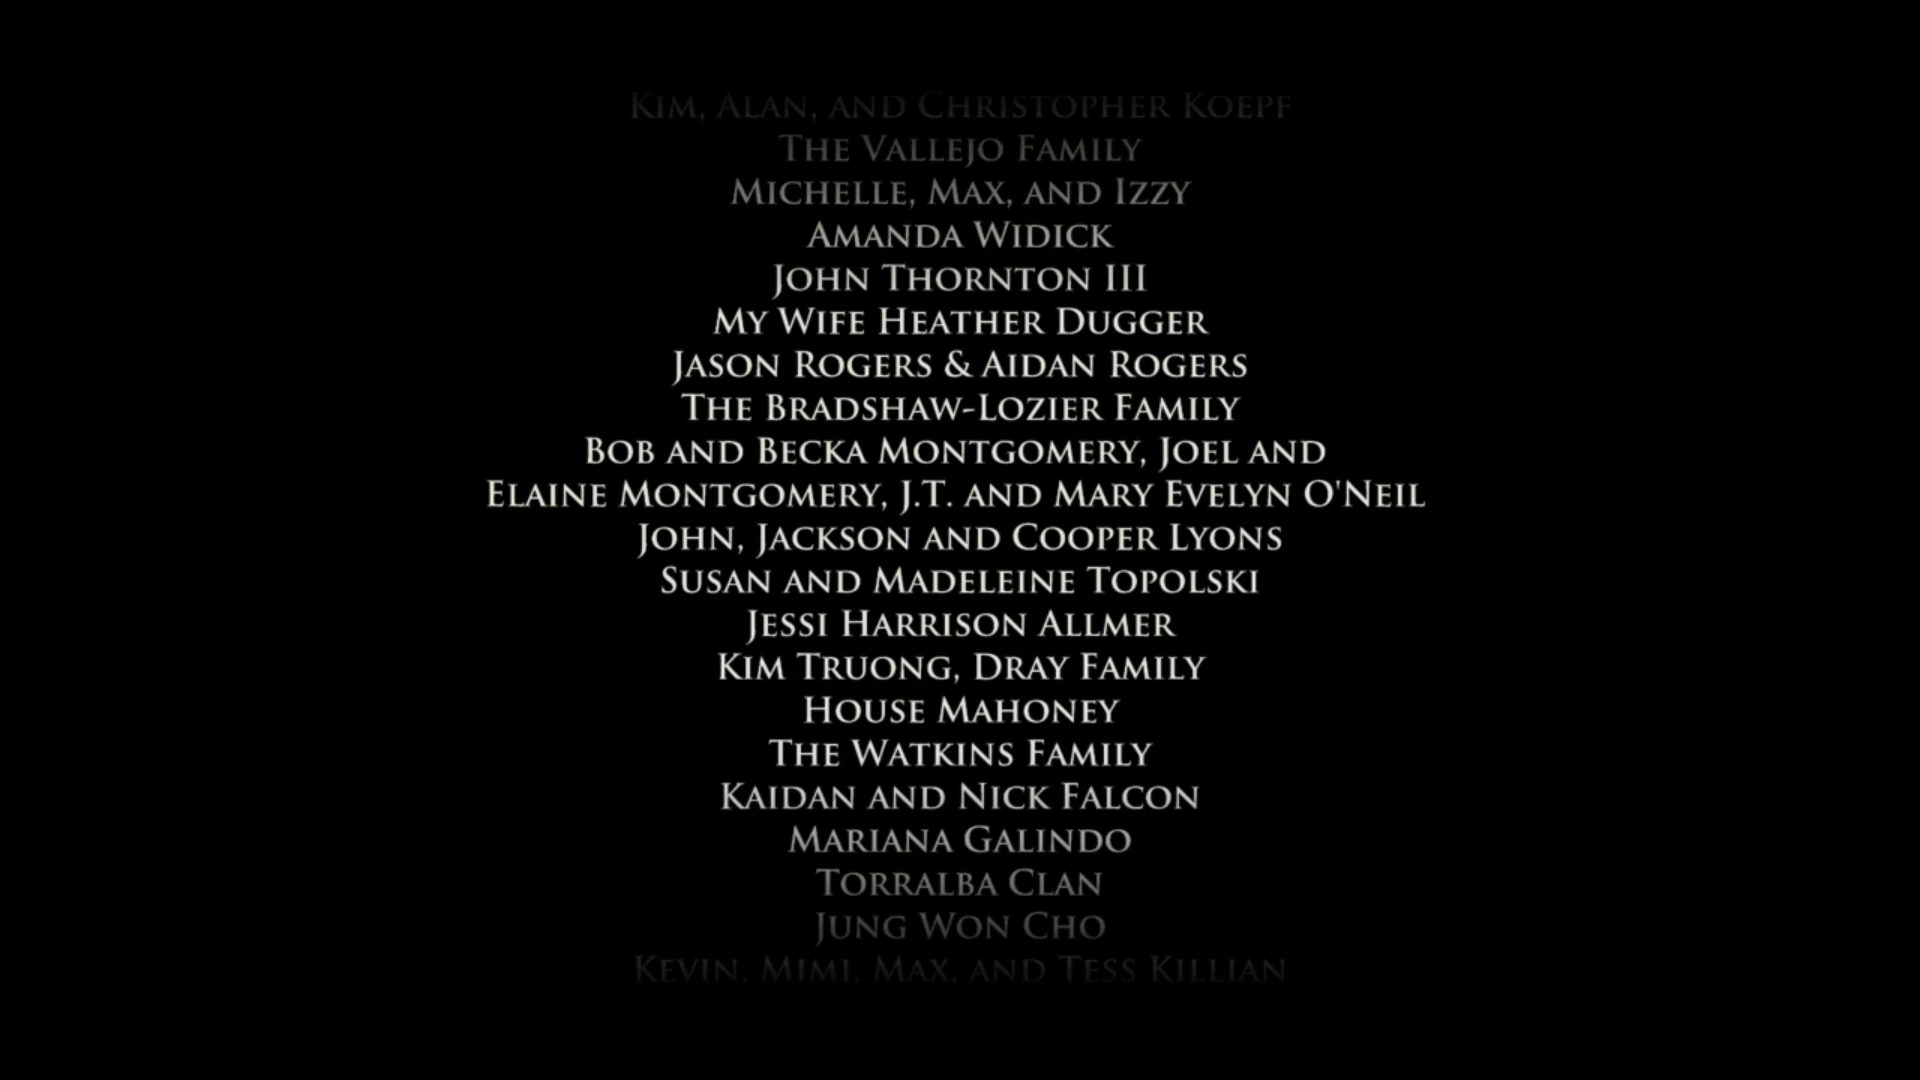 Kim, Alan, and Christopher Koepf
The Vallejo Family
Michelle, Max, and Izzy
Amanda Widick
John Thornton III
My Wife Heather Dugger
Jason Rogers & Aidan Rogers
The Bradshaw-Lozier Family
Bob and Becka Montgomery, Joel and
Elaine Montgomery, J.T. and Mary Evelyn O'Neil
John, Jackson and Cooper Lyons
Susan and Madeleine Topolski
Jessi Harrison Allmer
Kim Truong, Dray Family
House Mahoney
The Watkins Family
Kaidan and Nick Falcon
Mariana Galindo
Torralba Clan
Jung Won Cho
Kevin, Mimi, Max, and Tess Killian